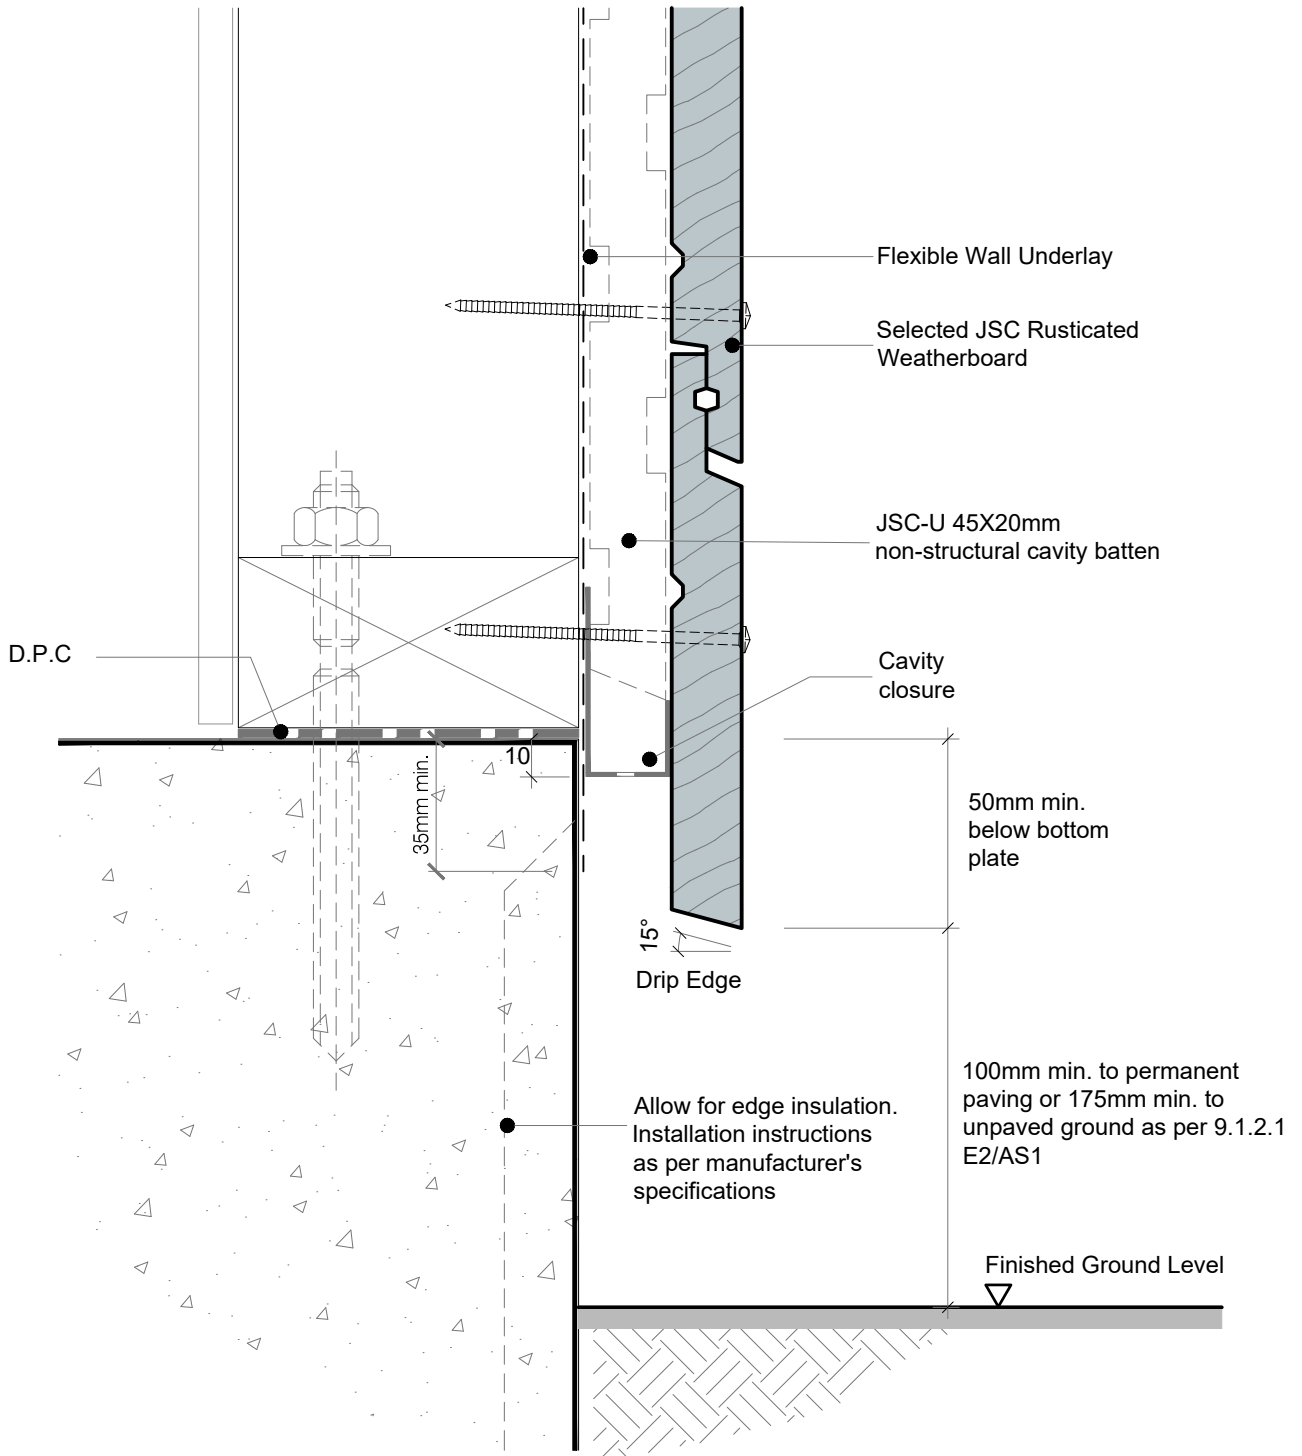 Flexible Wall Underlay
Selected JSC Rusticated
Weatherboard
JSC-U 45X20mm
non-structural cavity batten
D.P.C
Cavity
closure
10
35mm min.
50mm min.
below bottom
plate
15°
Drip Edge
100mm min. to permanent
paving or 175mm min. to
unpaved ground as per 9.1.2.1
E2/AS1
Allow for edge insulation.
Installation instructions
as per manufacturer's
specifications
Finished Ground Level